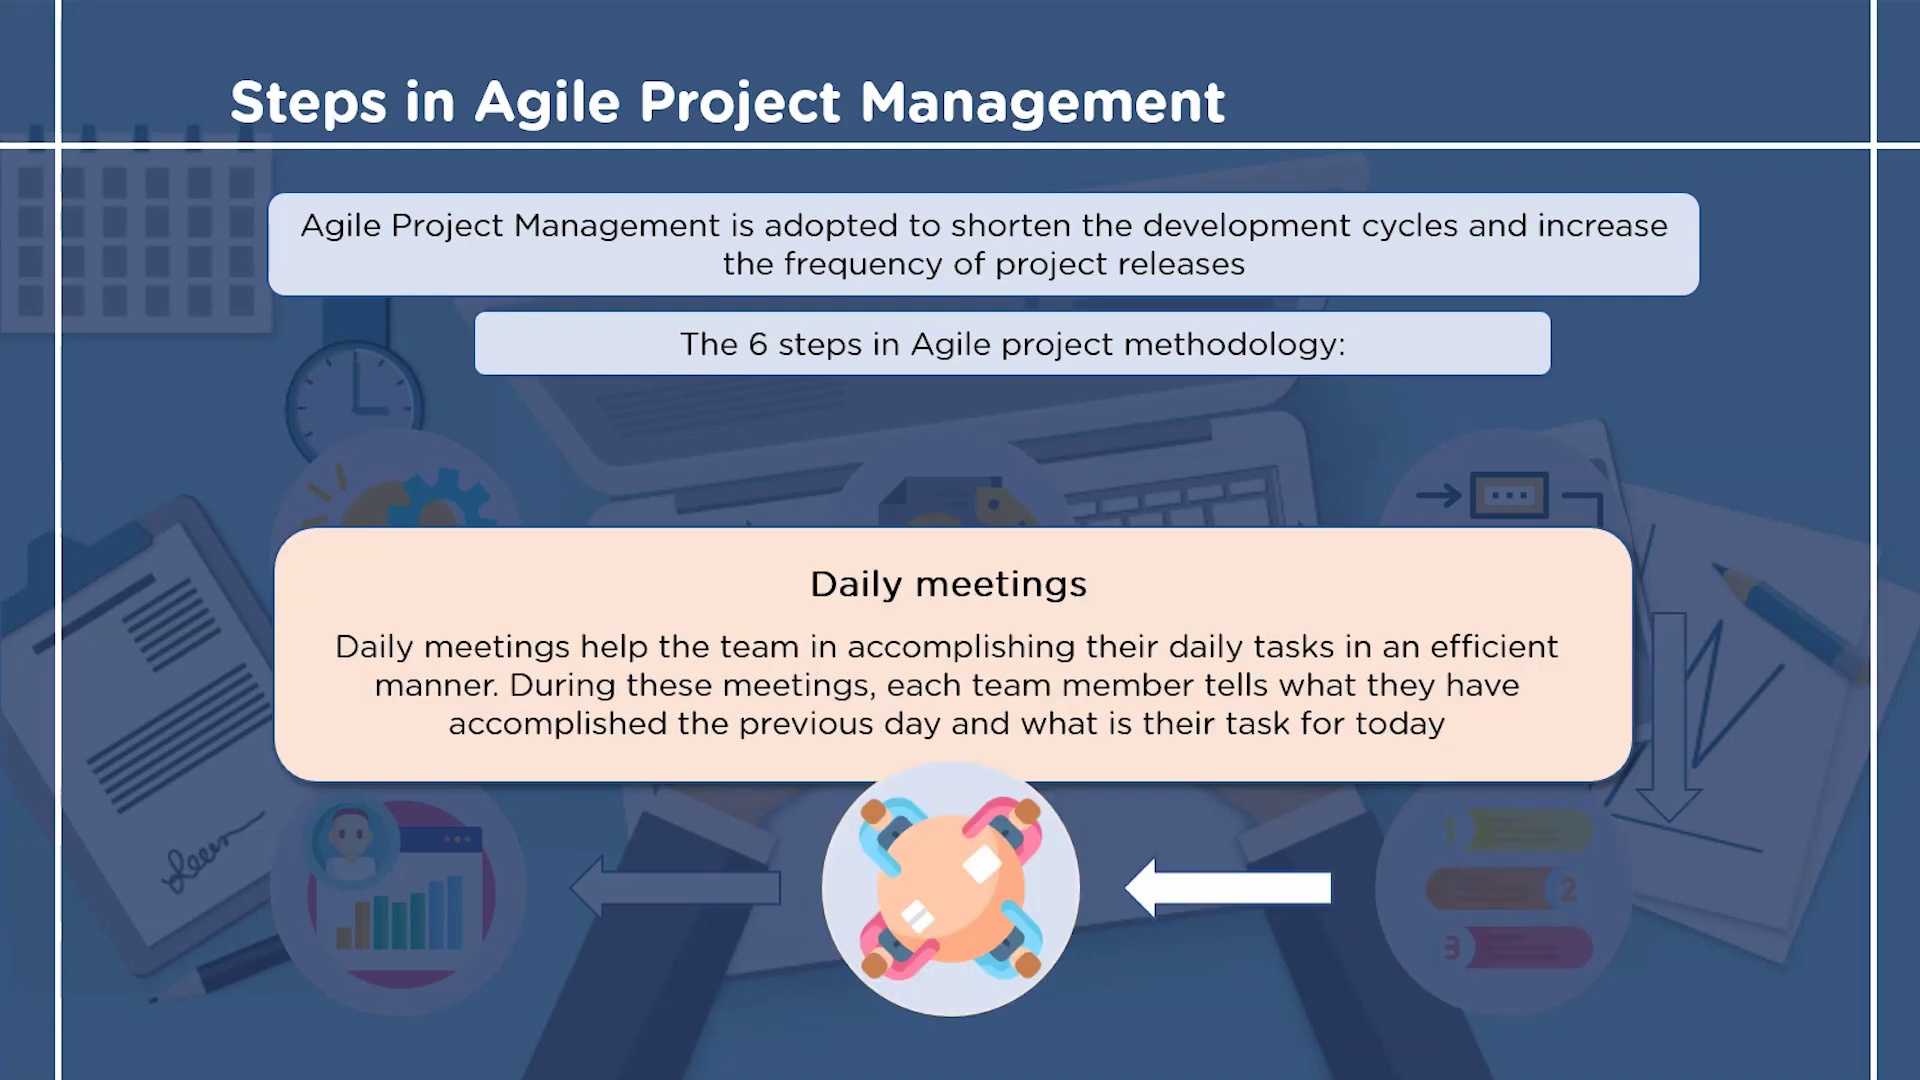 Steps in Agile Project Management
Agile Project Management is adopted to shorten the development cycles and increase
the frequency of project releases
The 6 steps in Agile project methodology:
Daily meetings
Daily meetings help the team in accomplishing their daily tasks in an efficient
manner. During these meetings, each team member tells what they have
accomplished the previous day and what is their task for today
1
2
3